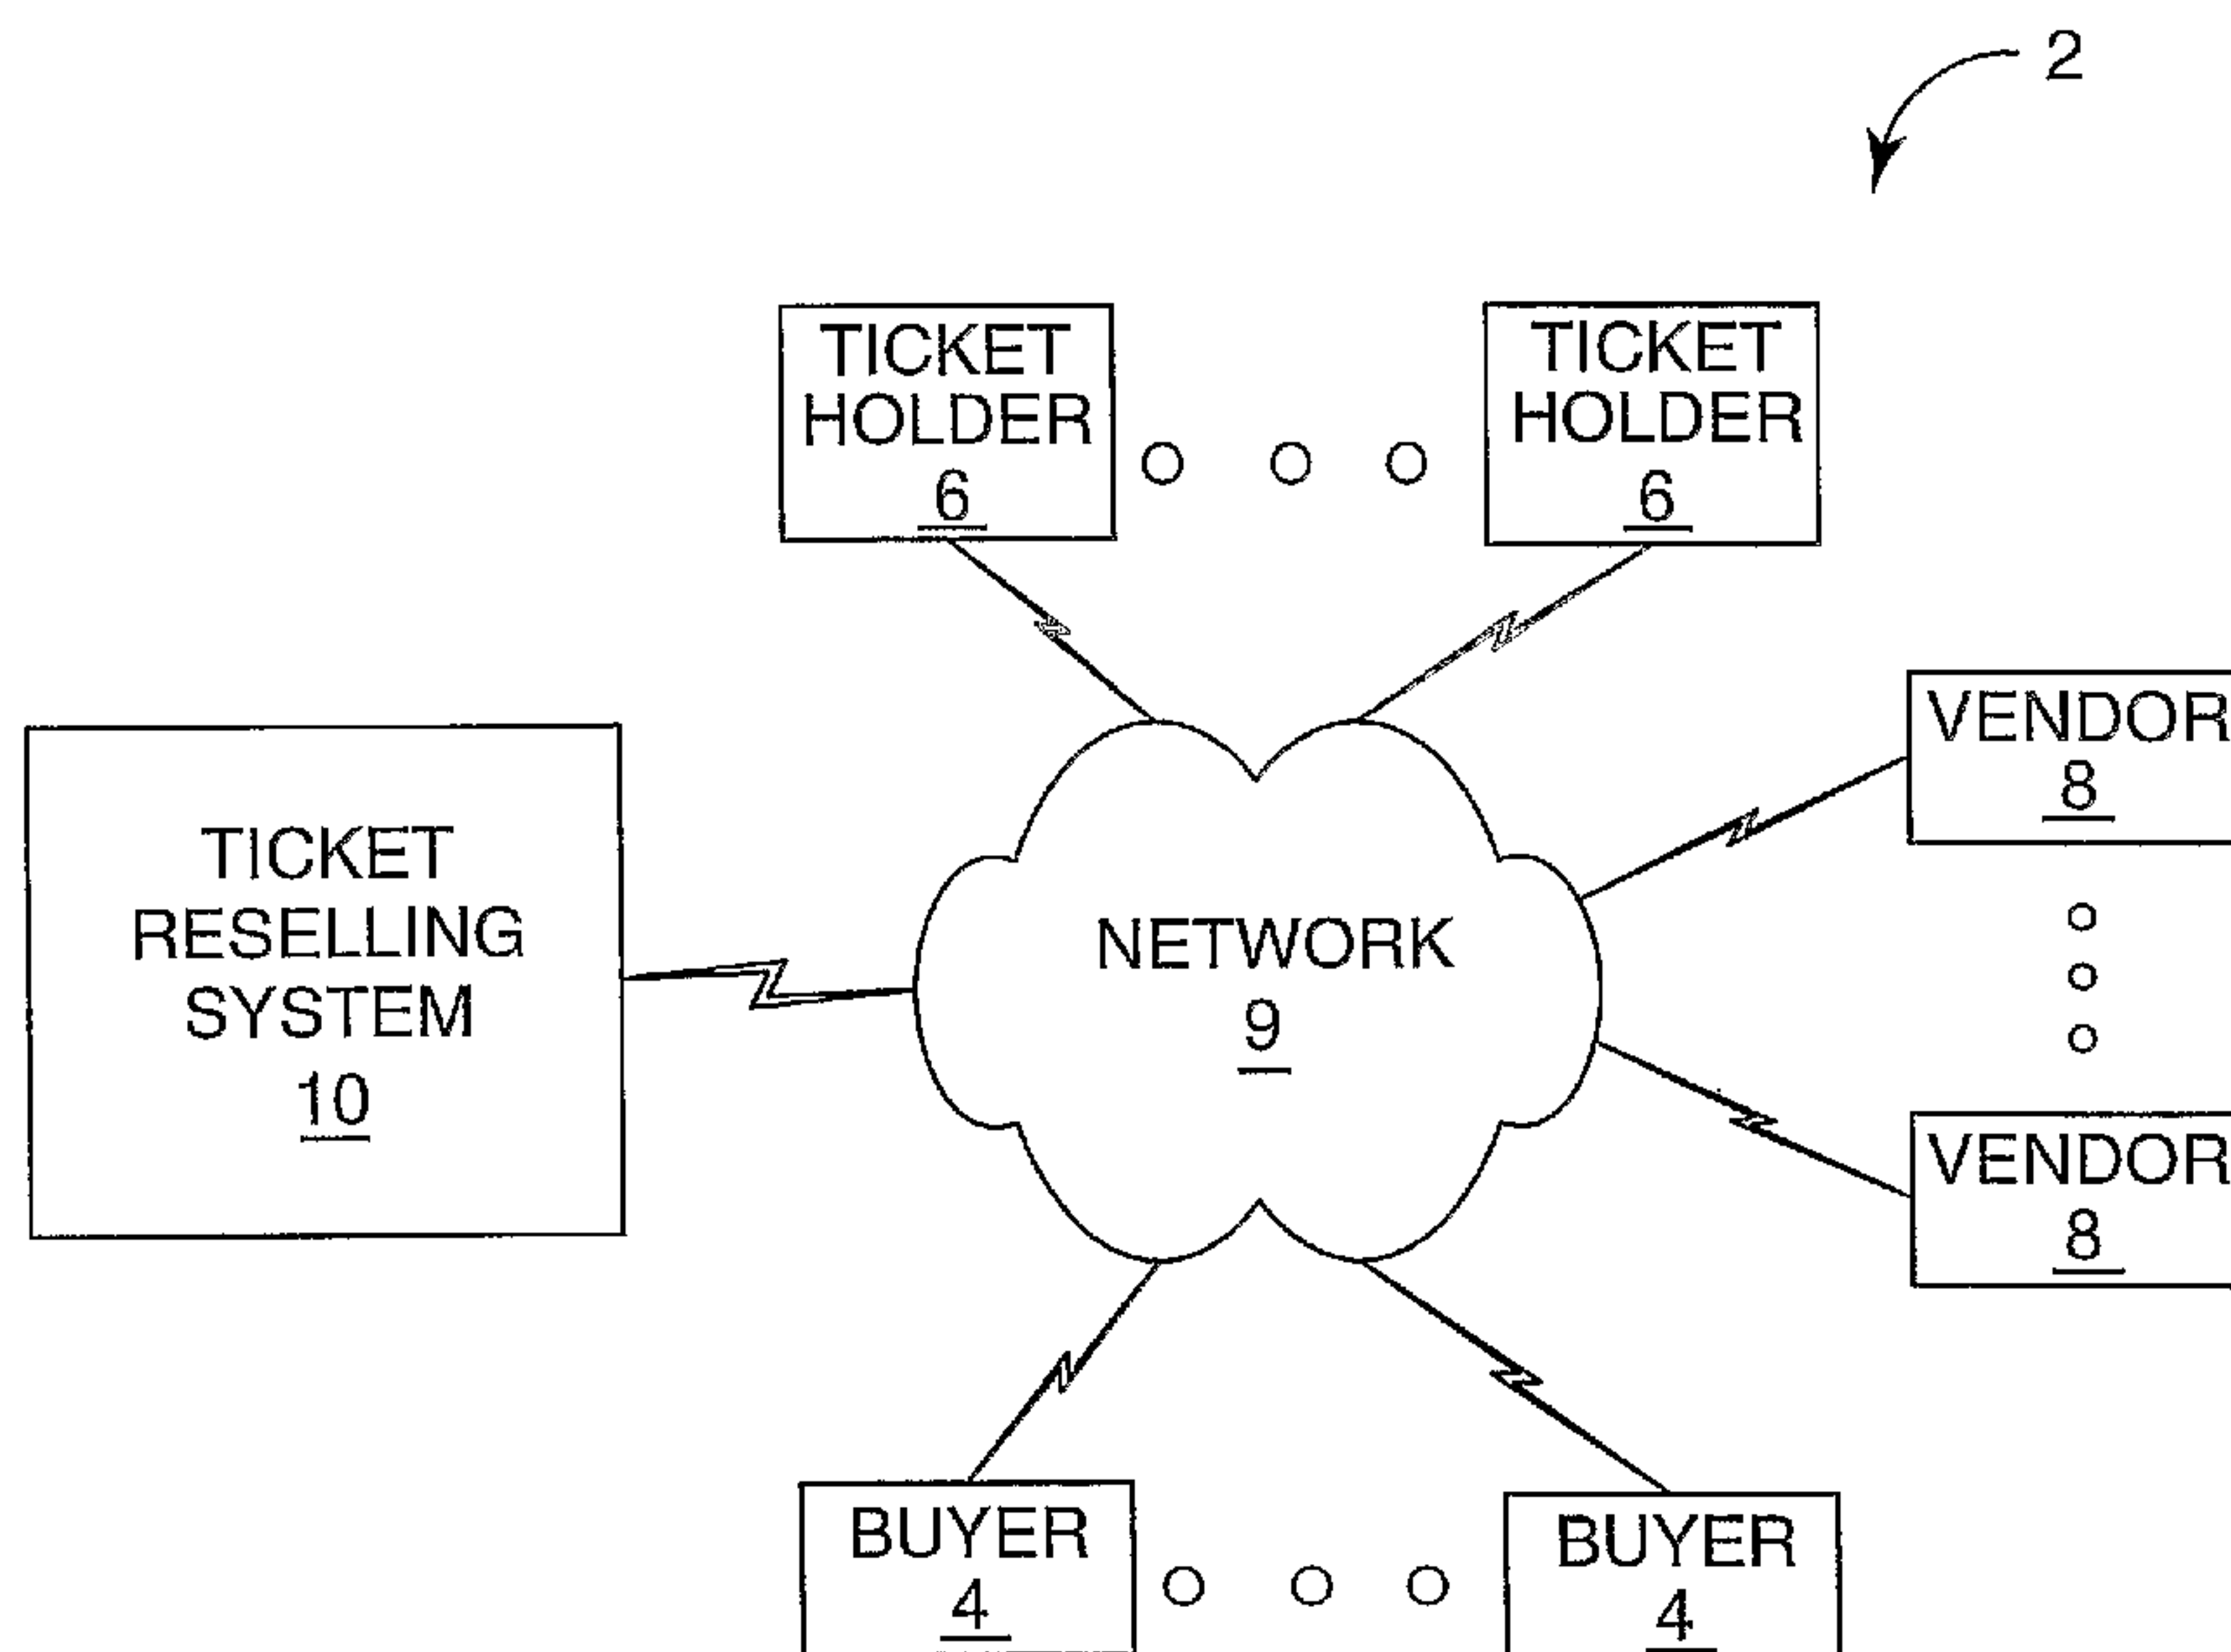 2
TICKET
HOLDER
6
TICKET
HOLDER
6
VENDOR
8
TICKET
RESELLING
SYSTEM
10
NETWORK
9
VENDOR
8
BUYER
4
BUYER
4